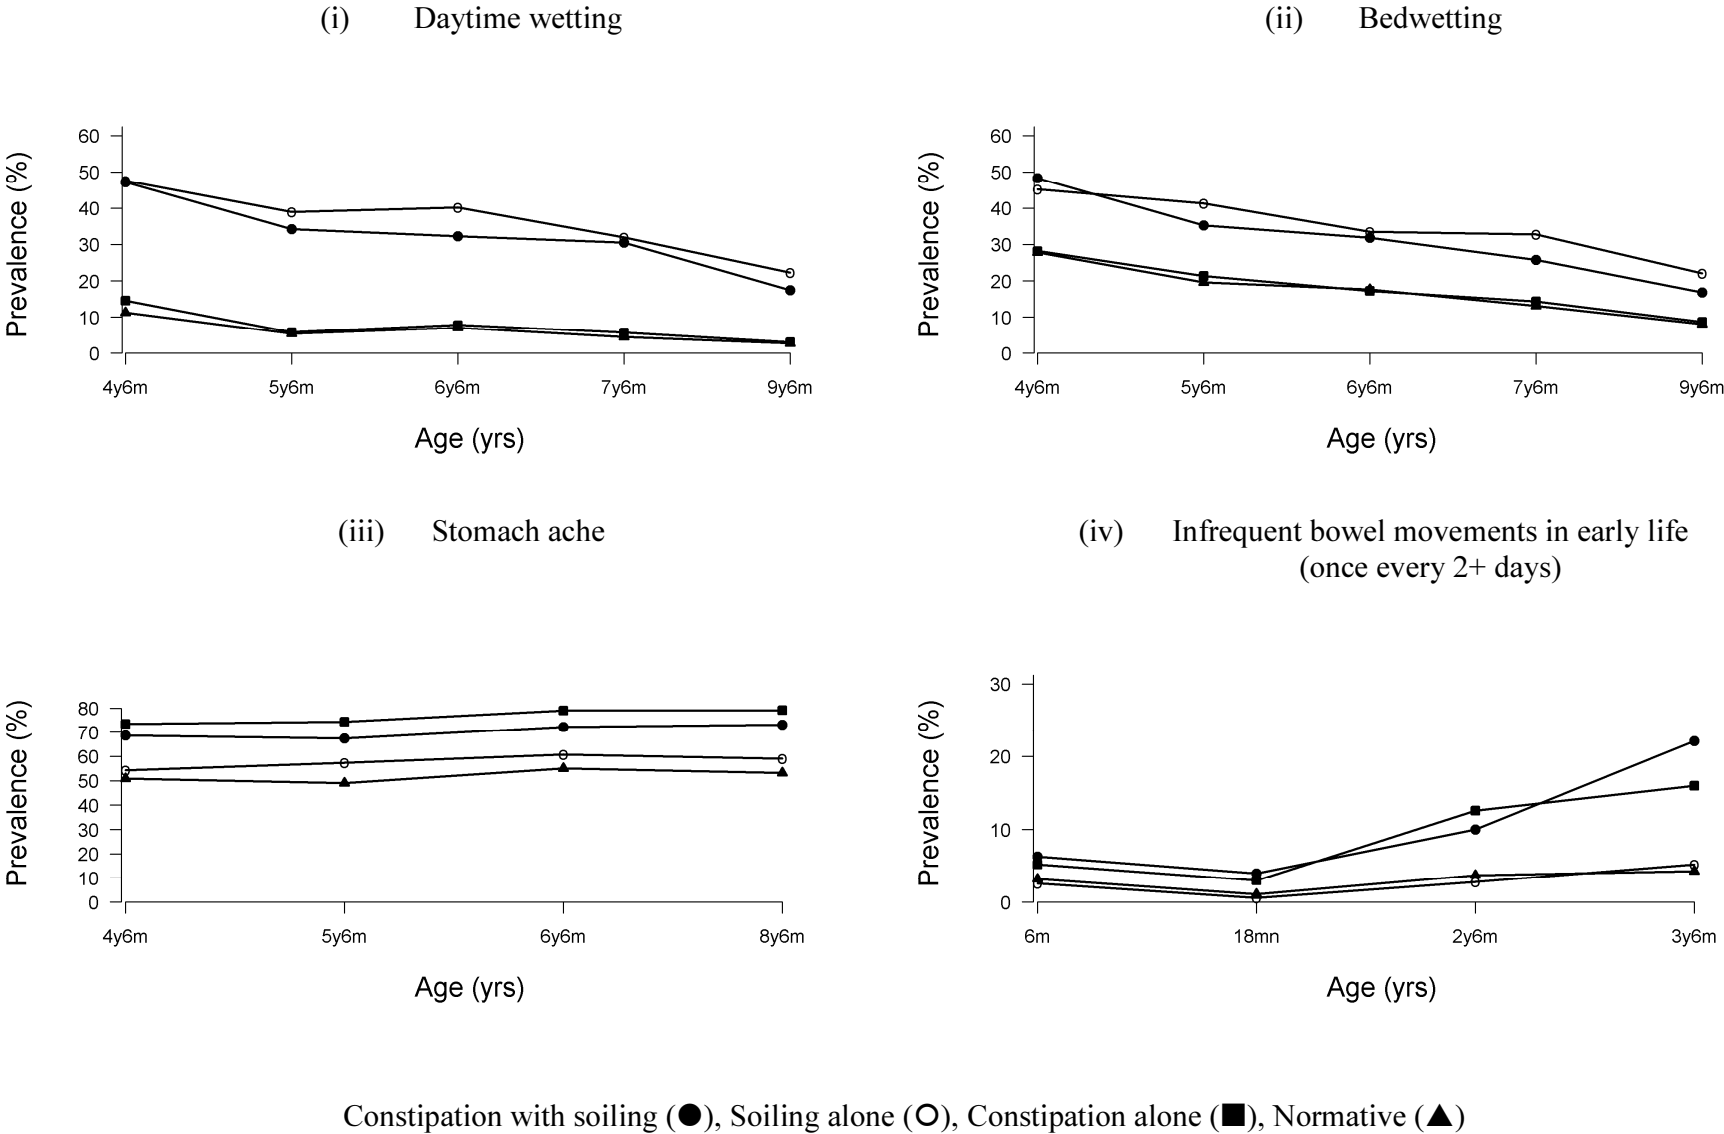 (i) Daytime wetting
Prevalence (%)
60
50
40
30
20
10
0
4y6m 5y6m 6y6m 7y6m 9y6m
Age (yrs)
(ii) Bedwetting
Prevalence (%)
60
50
40
30
20
10
0
4y6m 5y6m 6y6m 7y6m 9y6m
Age (yrs)
(iii) Stomach ache
Prevalence (%)
80
70
60
50
40
30
20
10
0
4y6m 5y6m 6y6m 8y6m
Age (yrs)
(iv) Infrequent bowel movements in early life
(once every 2+ days)
Prevalence (%)
30
20
10
0
6m 18mn 2y6m 3y6m
Age (yrs)
Constipation with soiling (●), Soiling alone (○), Constipation alone (■), Normative (▲)